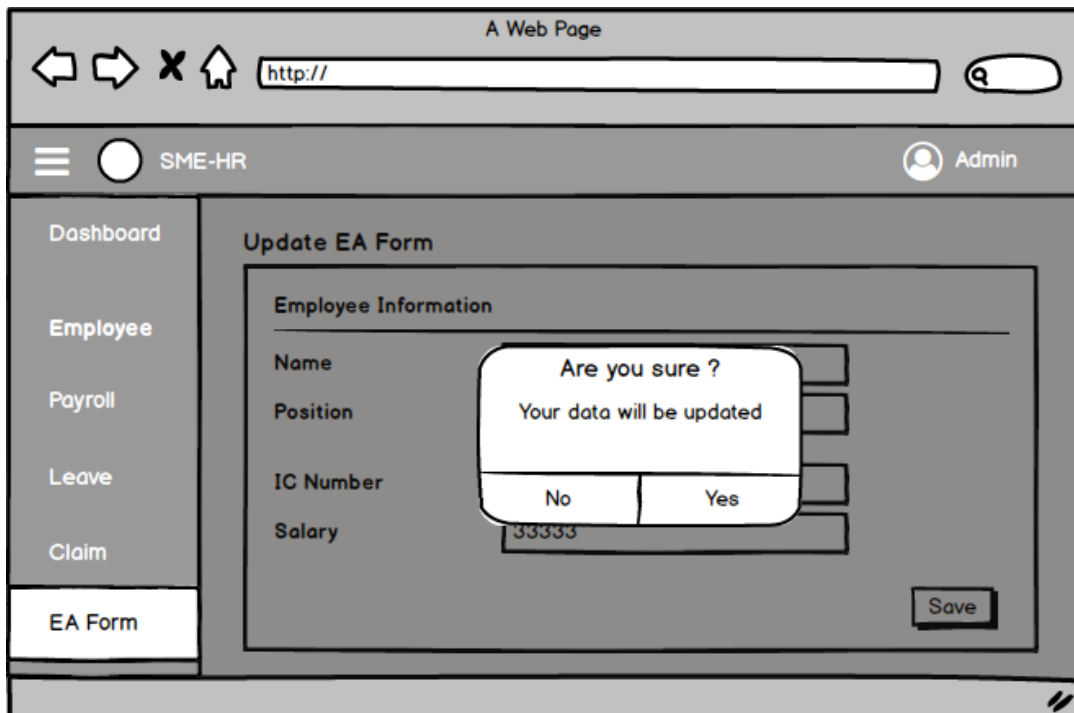 A Web Page
http://
SME-HR
Admin
Dashboard
Employee
Payroll
Leave
Claim
EA Form
Update EA Form
Employee Information
Name
Position
IC Number
Salary
33333
Save
Are you sure ?
Your data will be updated
No
Yes